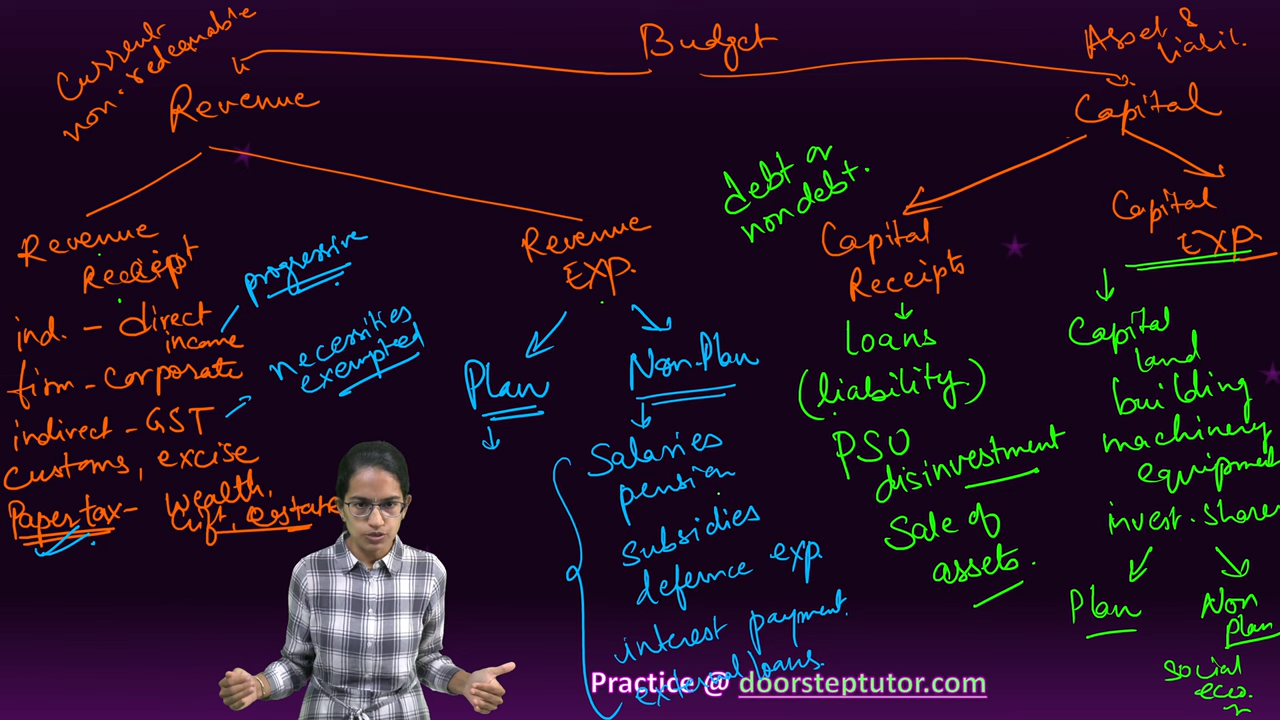 Budget
Current
non-redeemable
Revenue
Asset &
liabil.
Capital
Revenue
Receipt
ind. - direct
income
firm - corporate
indirect - GST
customs, excise
Paper tax - wealth,
Gift, estate
progressive
necessities
exempted
Revenue
EXP.
Plan
Non-Plan
Salaries
pension
Subsidies
defence exp.
interest payment.
external loans.
debt or
nondebt.
Capital
Receipts
loans
(liability)
PSU
disinvestment
Sale of
assets.
Capital
EXP.
Capital
land
building
machinery
equipment
invest. share
Plan
Non
Plan
Social
eco.
Practice @ doorsteptutor.com